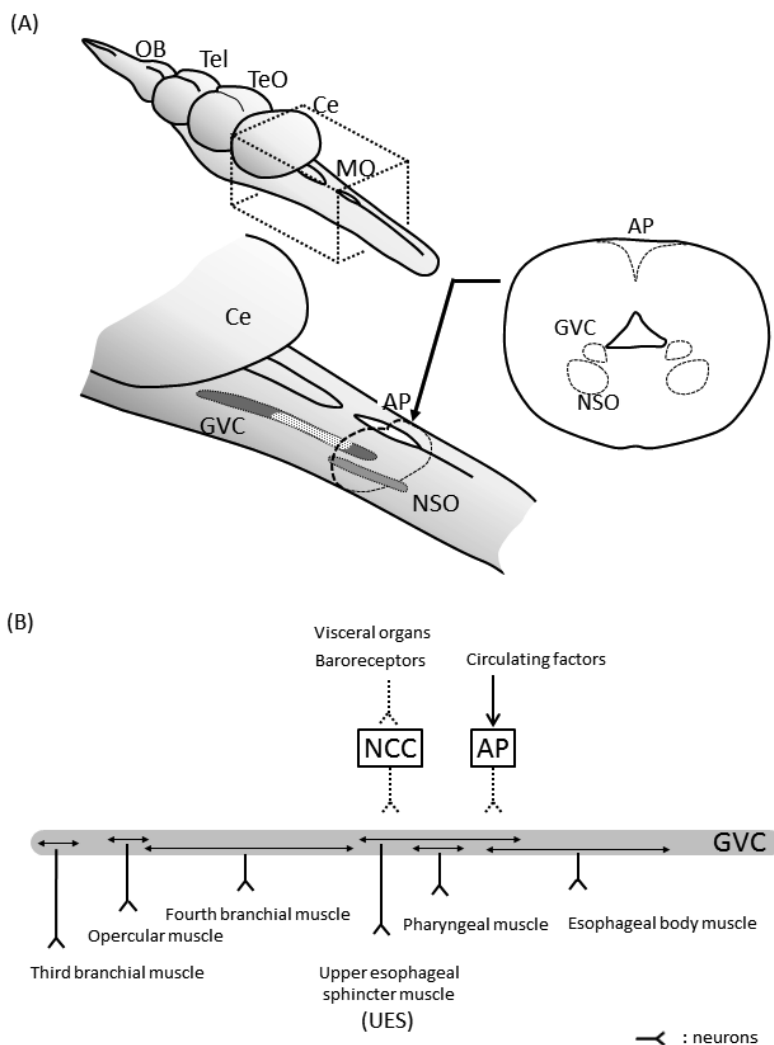 (A)
OB
Tel
TeO
Ce
MO
AP
GVC
NSO
Ce
AP
GVC
NSO
(B)
Visceral organs
Baroreceptors
Circulating factors
NCC
AP
GVC
Fourth branchial muscle
Pharyngeal muscle
Esophageal body muscle
Opercular muscle
Third branchial muscle
Upper esophageal
sphincter muscle
(UES)
: neurons